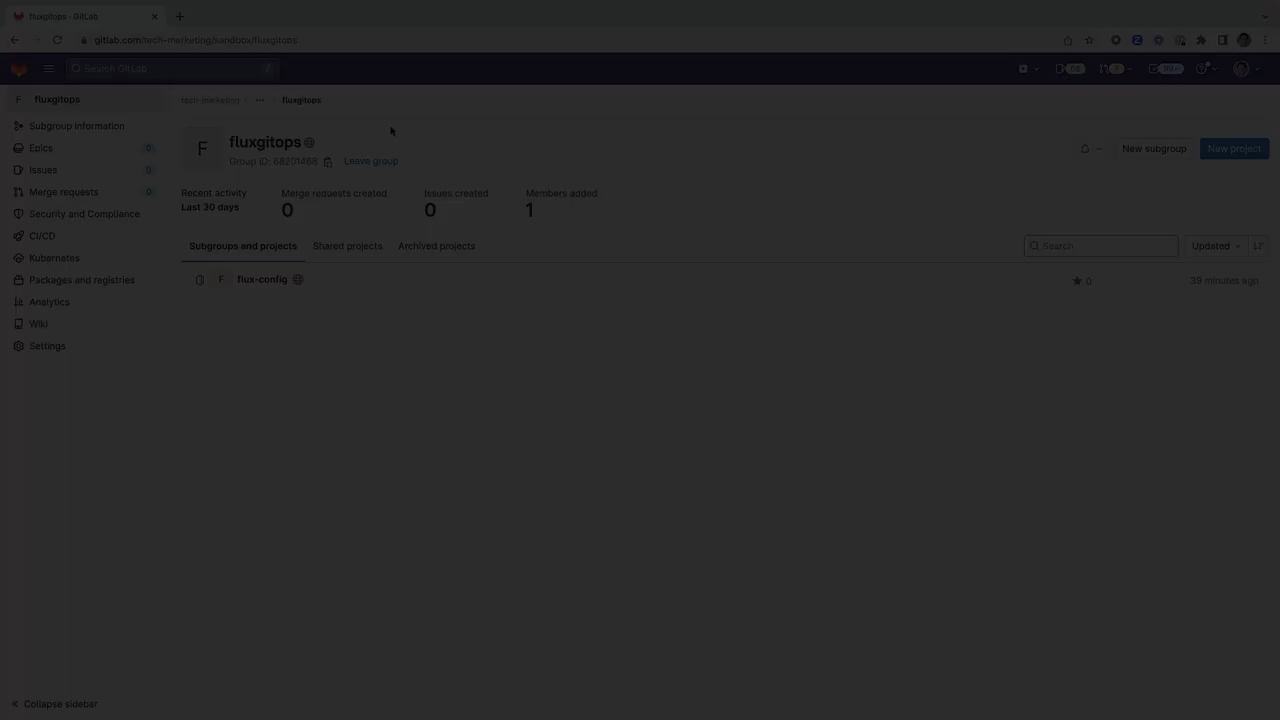 fluxgitops · GitLab
gitlab.com/tech-marketing/sandbox/fluxgitops
Search GitLab /
F fluxgitops
tech-marketing ... fluxgitops
Subgroup information
Epics 0
Issues 0
Merge requests 0
Security and Compliance
CI/CD
Kubernetes
Packages and registries
Analytics
Wiki
Settings
Collapse sidebar
F
fluxgitops
Group ID: 68201468 Leave group
New subgroup
New project
Recent activity
Last 30 days
Merge requests created
0
Issues created
0
Members added
1
Subgroups and projects Shared projects Archived projects
Search
Updated
F flux-config
0
39 minutes ago